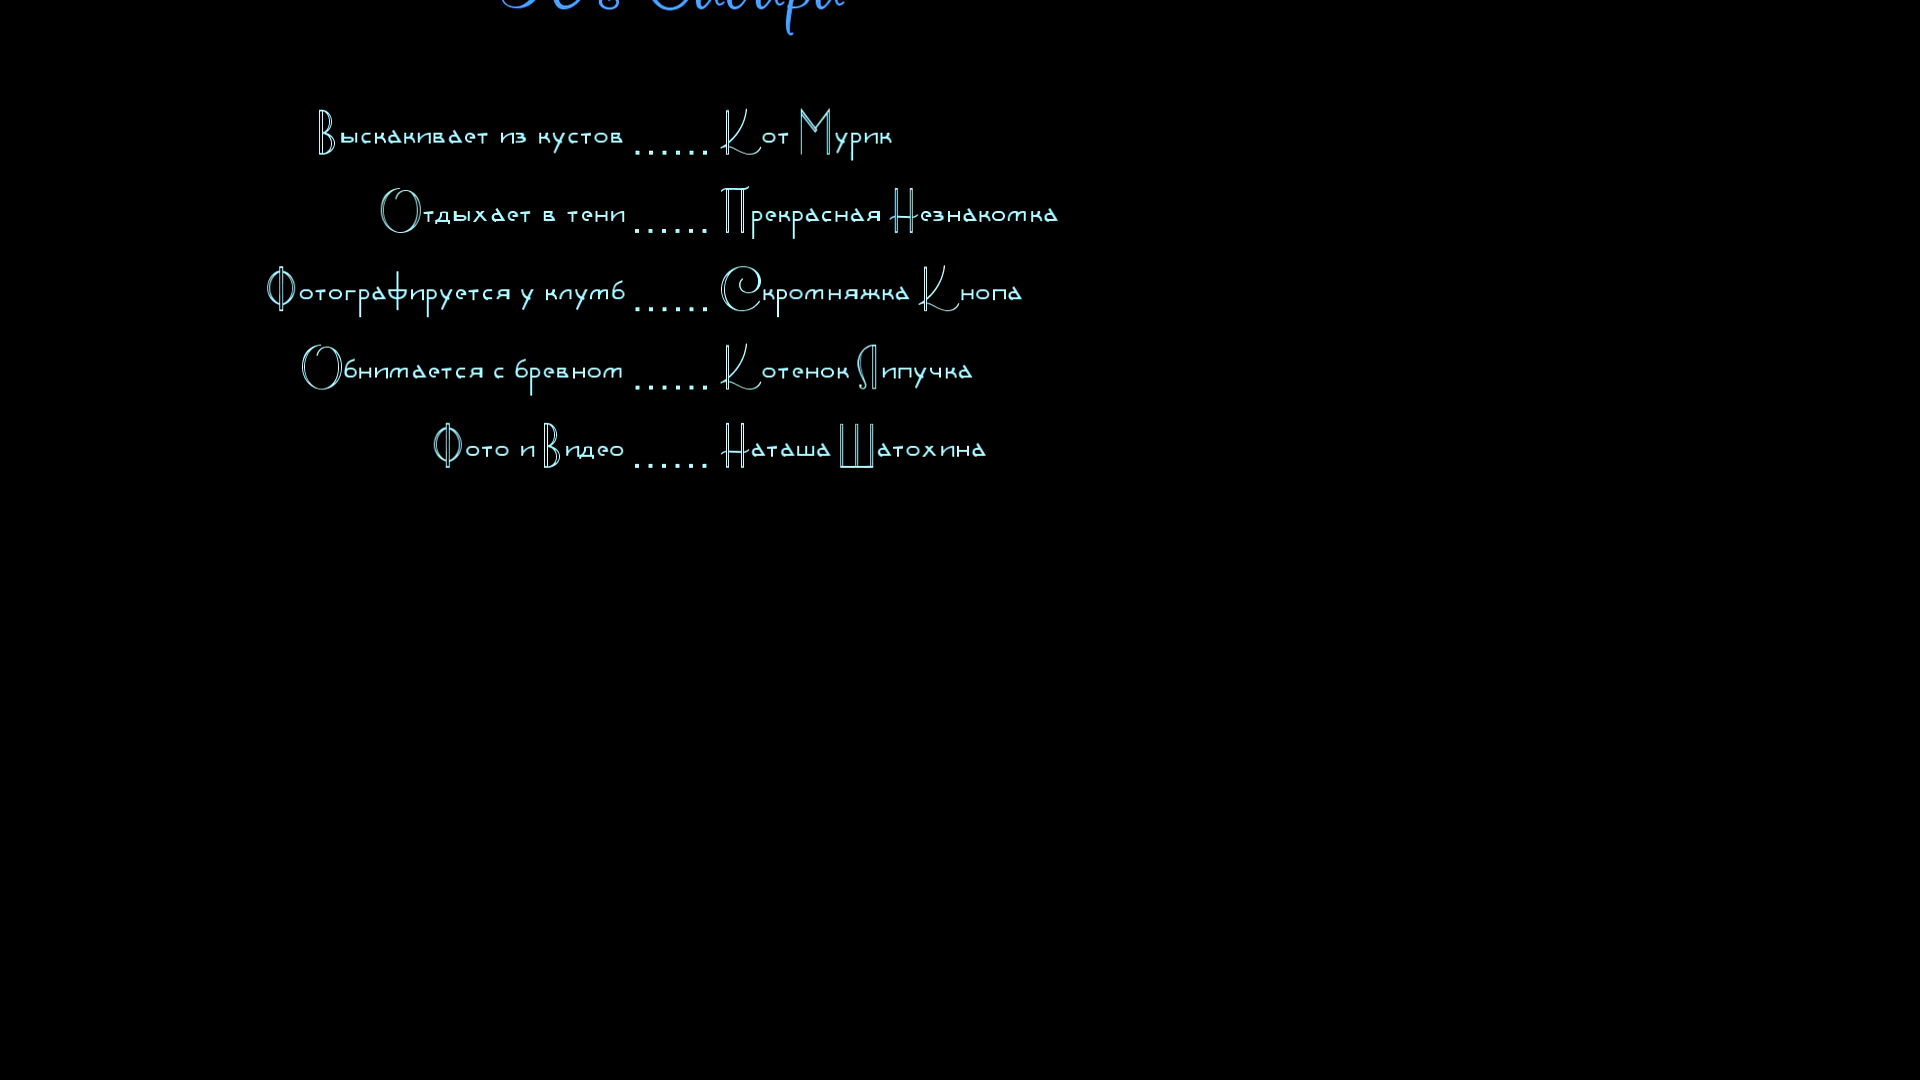 Выскакивает из кустов ...... Кот Мурик
Отдыхает в тени ...... Прекрасная Незнакомка
Фотографируется у клумб ...... Скромняжка Кнопа
Обнимается с бревном ...... Котенок Липучка
Фото и Видео ...... Наташа Шатохина